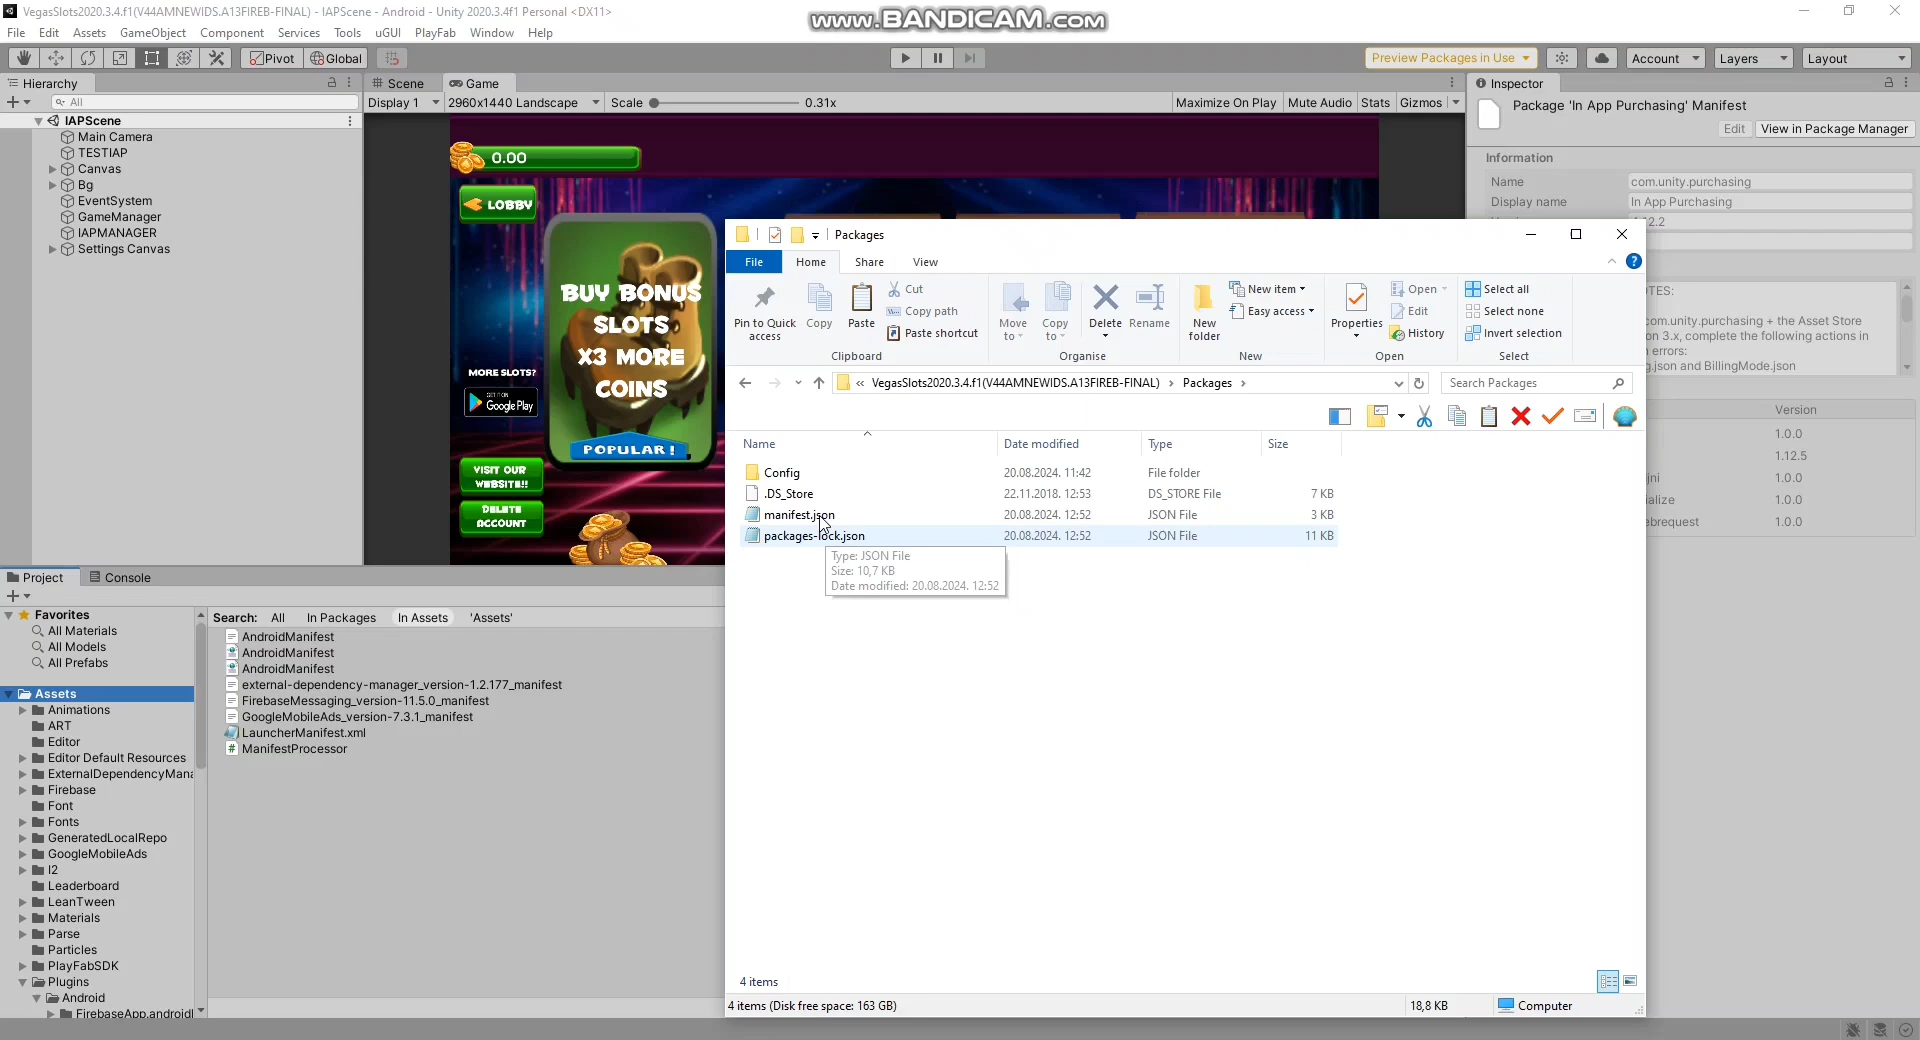 VegasSlots2020.3.4.f1(V44AMNEWIDS.A13FIREB-FINAL) - IAPScene - Android - Unity 2020.3.4f1 Personal <DX11>
www.BANDICAM.com
File Edit Assets GameObject Component Services Tools uGUI PlayFab Window Help
Pivot Global
Preview Packages in Use Account Layers Layout
Hierarchy
All
IAPScene
Main Camera
TESTIAP
Canvas
Bg
EventSystem
GameManager
IAPMANAGER
Settings Canvas
Scene Game
Display 1 2960x1440 Landscape Scale 0.31x Maximize On Play Mute Audio Stats Gizmos
0.00
LOBBY
BUY BONUS
SLOTS
X3 MORE
COINS
POPULAR !
MORE SLOTS?
GET IT ON
Google Play
VISIT OUR
WEBSITE!!
DELETE
ACCOUNT
Inspector
Package 'In App Purchasing' Manifest
Edit View in Package Manager
Information
Name com.unity.purchasing
Display name In App Purchasing
12.2
TES:
com.unity.purchasing + the Asset Store
on 3.x, complete the following actions in
errors:
g.json and BillingMode.json
Version
1.0.0
1.12.5
jni 1.0.0
ialize 1.0.0
ebrequest 1.0.0
Packages
File Home Share View
Pin to Quick
access
Copy
Paste
Cut
Copy path
Paste shortcut
Clipboard
Move
to
Copy
to
Delete
Rename
Organise
New
folder
New item
Easy access
New
Properties
Open
Edit
History
Open
Select all
Select none
Invert selection
Select
« VegasSlots2020.3.4.f1(V44AMNEWIDS.A13FIREB-FINAL) › Packages ›
Search Packages
Name Date modified Type Size
Config 20.08.2024. 11:42 File folder
.DS_Store 22.11.2018. 12:53 DS_STORE File 7 KB
manifest.json 20.08.2024. 12:52 JSON File 3 KB
packages-lock.json 20.08.2024. 12:52 JSON File 11 KB
Type: JSON File
Size: 10,7 KB
Date modified: 20.08.2024. 12:52
4 items
4 items (Disk free space: 163 GB) 18,8 KB Computer
Project Console
Favorites
All Materials
All Models
All Prefabs
Assets
Animations
ART
Editor
Editor Default Resources
ExternalDependencyMana
Firebase
Font
Fonts
GeneratedLocalRepo
GoogleMobileAds
I2
Leaderboard
LeanTween
Materials
Parse
Particles
PlayFabSDK
Plugins
Android
FirebaseApp.androidl
Search: All In Packages In Assets 'Assets'
AndroidManifest
AndroidManifest
AndroidManifest
external-dependency-manager_version-1.2.177_manifest
FirebaseMessaging_version-11.5.0_manifest
GoogleMobileAds_version-7.3.1_manifest
LauncherManifest.xml
ManifestProcessor